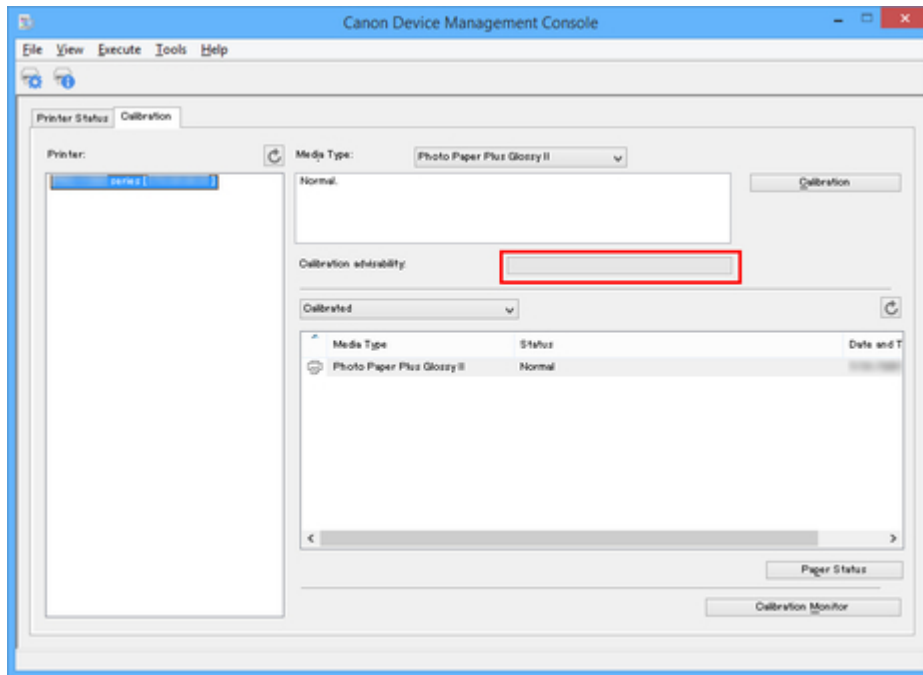 Canon Device Management Console
File View Execute Tools Help
Printer Status Calibration
Printer:
Media Type: Photo Paper Plus Glossy II
series [ ]
Normal.
Calibration
Calibration advisability:
Calibrated
Media Type Status Date and T
Photo Paper Plus Glossy II Normal
Paper Status
Calibration Monitor